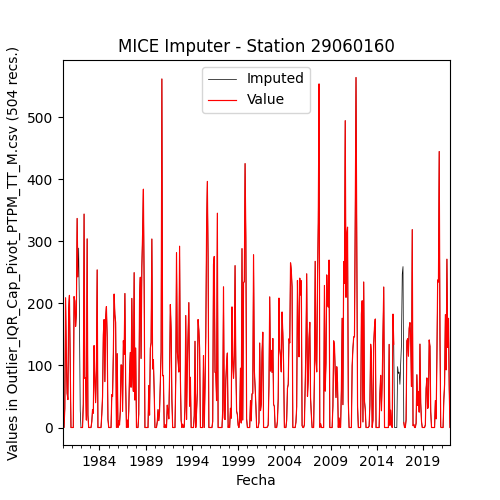 MICE Imputer - Station 29060160
Values in Outlier_IQR_Cap_Pivot_PTPM_TT_M.csv (504 recs.)
Imputed
Value
500
400
300
200
100
0
1984 1989 1994 1999 2004 2009 2014 2019
Fecha